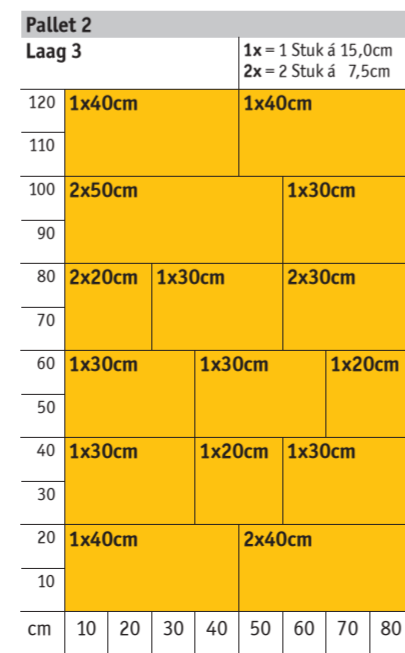 Pallet 2
Laag 3
1x = 1 Stuk á 15,0cm
2x = 2 Stuk á 7,5cm
120 1x40cm 1x40cm
110
100 2x50cm 1x30cm
90
80 2x20cm 1x30cm 2x30cm
70
60 1x30cm 1x30cm 1x20cm
50
40 1x30cm 1x20cm 1x30cm
30
20 1x40cm 2x40cm
10
cm 10 20 30 40 50 60 70 80